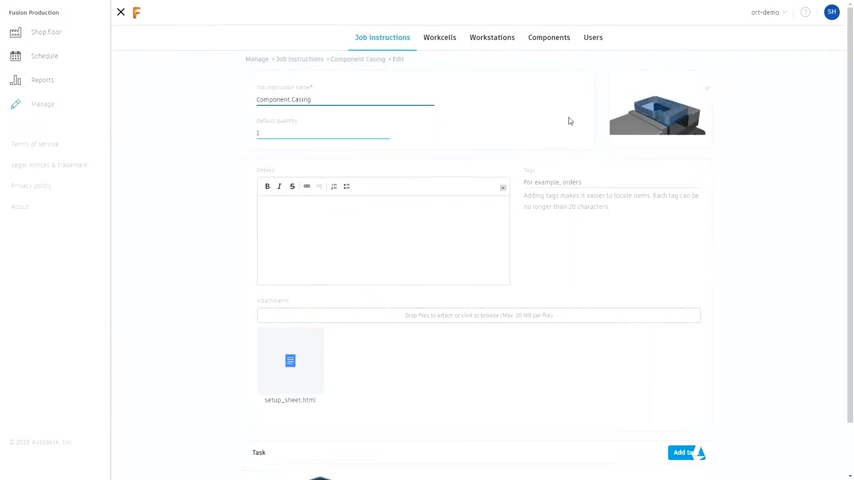 Fusion Production
ort-demo
?
SH
Shop floor
Schedule
Reports
Manage
Terms of service
Legal notices & trademark
Privacy policy
About
© 2018 Autodesk, Inc.
Job instructions
Workcells
Workstations
Components
Users
Manage > Job instructions > Component Casing > Edit
Job instruction name*
Component Casing
Default quantity
1
Details
B I S
Tags
For example, orders
Adding tags makes it easier to locate items. Each tag can be
no longer than 20 characters.
Attachments
Drop files to attach or click to browse (Max. 20 MB per file)
setup_sheet.html
Task
Add